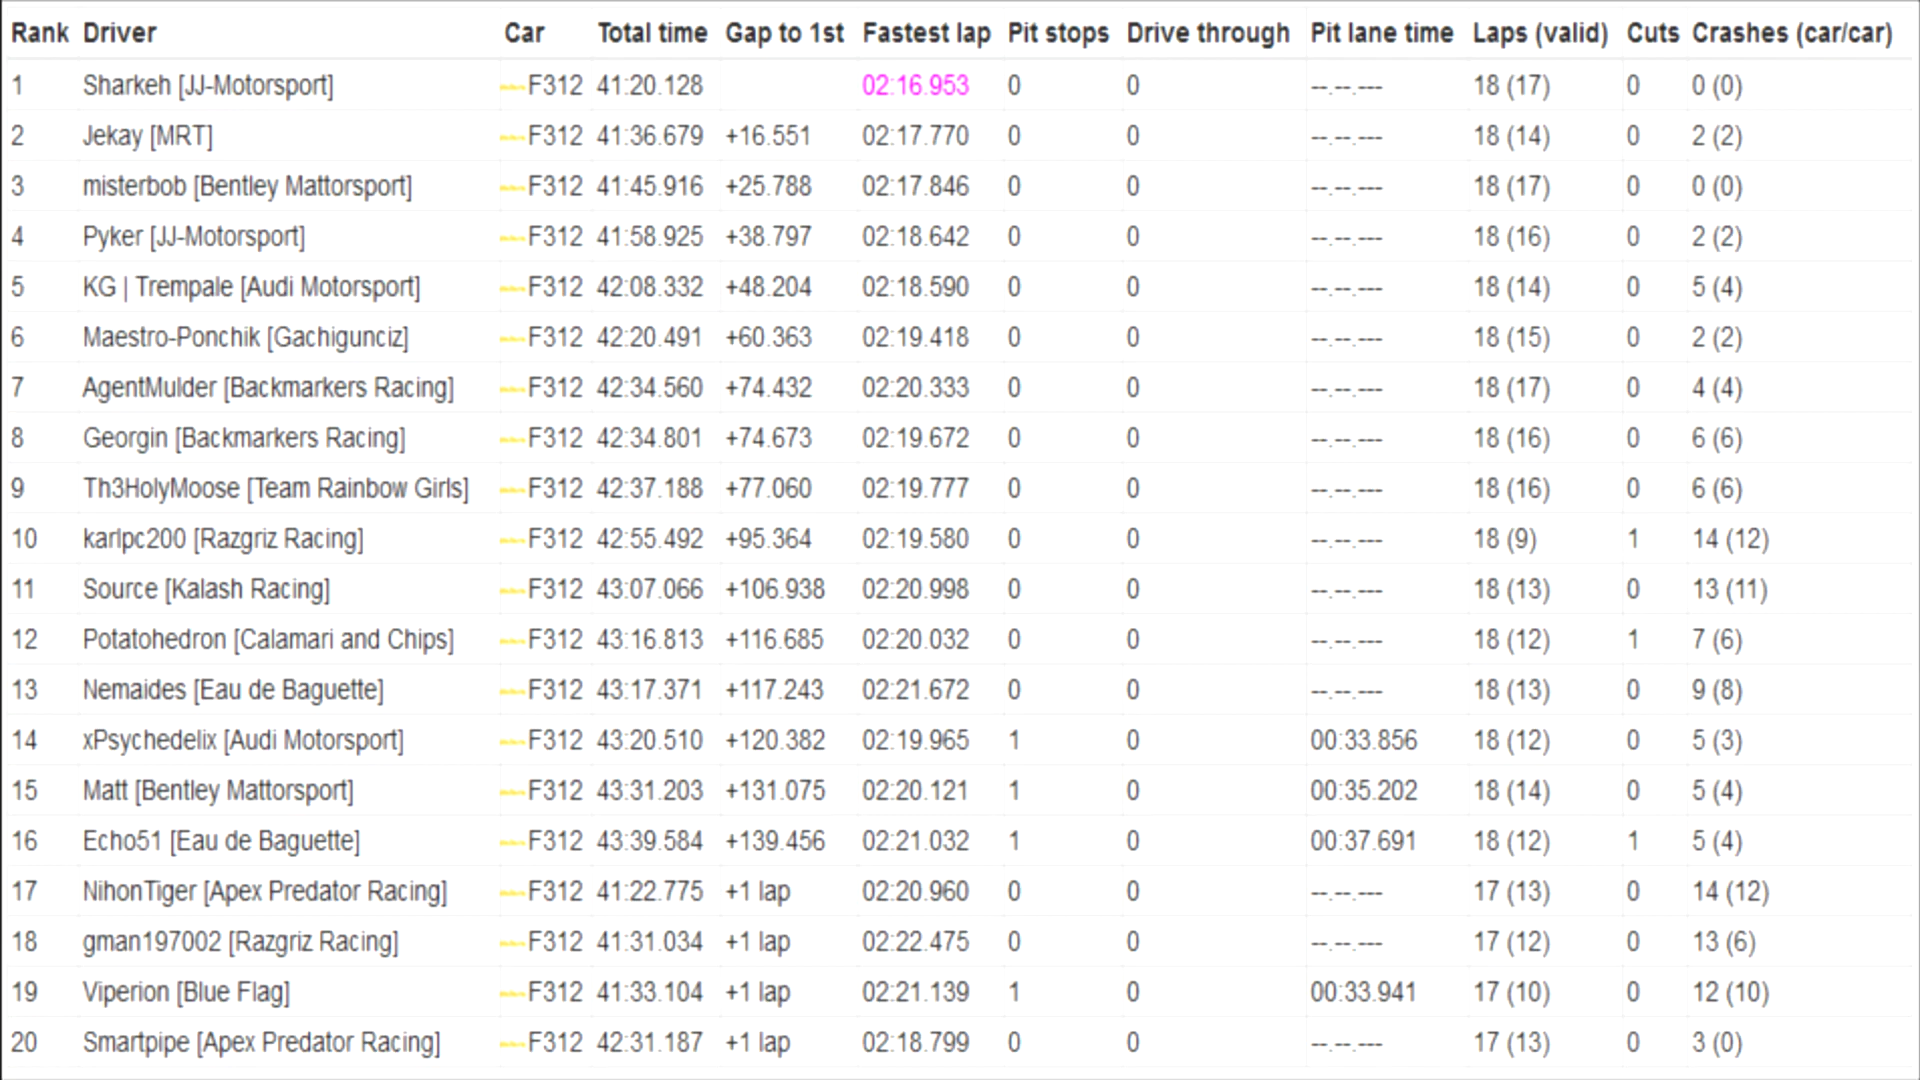 Rank Driver Car Total time Gap to 1st Fastest lap Pit stops Drive through Pit lane time Laps (valid) Cuts Crashes (car/car)
1 Sharkeh [JJ-Motorsport] F312 41:20.128 02:16.953 0 0 --.--.--- 18 (17) 0 0 (0)
2 Jekay [MRT] F312 41:36.679 +16.551 02:17.770 0 0 --.--.--- 18 (14) 0 2 (2)
3 misterbob [Bentley Mattorsport] F312 41:45.916 +25.788 02:17.846 0 0 --.--.--- 18 (17) 0 0 (0)
4 Pyker [JJ-Motorsport] F312 41:58.925 +38.797 02:18.642 0 0 --.--.--- 18 (16) 0 2 (2)
5 KG | Trempale [Audi Motorsport] F312 42:08.332 +48.204 02:18.590 0 0 --.--.--- 18 (14) 0 5 (4)
6 Maestro-Ponchik [Gachigunciz] F312 42:20.491 +60.363 02:19.418 0 0 --.--.--- 18 (15) 0 2 (2)
7 AgentMulder [Backmarkers Racing] F312 42:34.560 +74.432 02:20.333 0 0 --.--.--- 18 (17) 0 4 (4)
8 Georgin [Backmarkers Racing] F312 42:34.801 +74.673 02:19.672 0 0 --.--.--- 18 (16) 0 6 (6)
9 Th3HolyMoose [Team Rainbow Girls] F312 42:37.188 +77.060 02:19.777 0 0 --.--.--- 18 (16) 0 6 (6)
10 karlpc200 [Razgriz Racing] F312 42:55.492 +95.364 02:19.580 0 0 --.--.--- 18 (9) 1 14 (12)
11 Source [Kalash Racing] F312 43:07.066 +106.938 02:20.998 0 0 --.--.--- 18 (13) 0 13 (11)
12 Potatohedron [Calamari and Chips] F312 43:16.813 +116.685 02:20.032 0 0 --.--.--- 18 (12) 1 7 (6)
13 Nemaides [Eau de Baguette] F312 43:17.371 +117.243 02:21.672 0 0 --.--.--- 18 (13) 0 9 (8)
14 xPsychedelix [Audi Motorsport] F312 43:20.510 +120.382 02:19.965 1 0 00:33.856 18 (12) 0 5 (3)
15 Matt [Bentley Mattorsport] F312 43:31.203 +131.075 02:20.121 1 0 00:35.202 18 (14) 0 5 (4)
16 Echo51 [Eau de Baguette] F312 43:39.584 +139.456 02:21.032 1 0 00:37.691 18 (12) 1 5 (4)
17 NihonTiger [Apex Predator Racing] F312 41:22.775 +1 lap 02:20.960 0 0 --.--.--- 17 (13) 0 14 (12)
18 gman197002 [Razgriz Racing] F312 41:31.034 +1 lap 02:22.475 0 0 --.--.--- 17 (12) 0 13 (6)
19 Viperion [Blue Flag] F312 41:33.104 +1 lap 02:21.139 1 0 00:33.941 17 (10) 0 12 (10)
20 Smartpipe [Apex Predator Racing] F312 42:31.187 +1 lap 02:18.799 0 0 --.--.--- 17 (13) 0 3 (0)